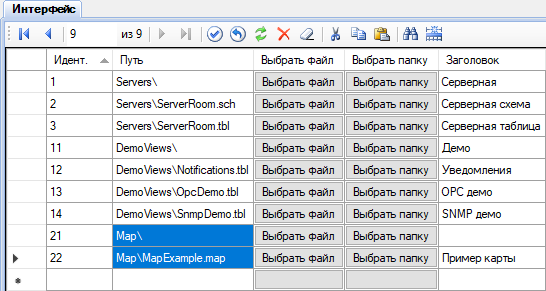 Интерфейс
9 из 9
Идент. Путь Выбрать файл Выбрать папку Заголовок
1 Servers\ Выбрать файл Выбрать папку Серверная
2 Servers\ServerRoom.sch Выбрать файл Выбрать папку Серверная схема
3 Servers\ServerRoom.tbl Выбрать файл Выбрать папку Серверная таблица
11 DemoViews\ Выбрать файл Выбрать папку Демо
12 DemoViews\Notifications.tbl Выбрать файл Выбрать папку Уведомления
13 DemoViews\OpcDemo.tbl Выбрать файл Выбрать папку OPC демо
14 DemoViews\SnmpDemo.tbl Выбрать файл Выбрать папку SNMP демо
21 Map\ Выбрать файл Выбрать папку
22 Map\MapExample.map Выбрать файл Выбрать папку Пример карты